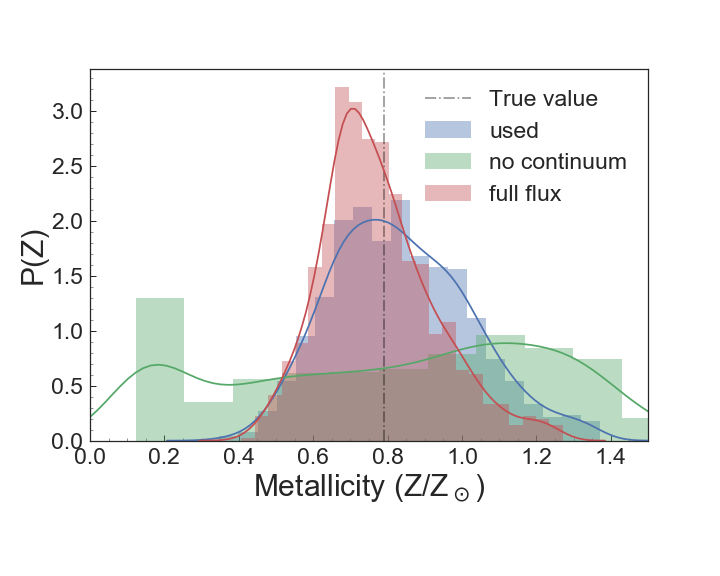 True value
used
no continuum
full flux
P(Z)
3.0
2.5
2.0
1.5
1.0
0.5
0.0
0.0 0.2 0.4 0.6 0.8 1.0 1.2 1.4
Metallicity (Z/Z⊙)